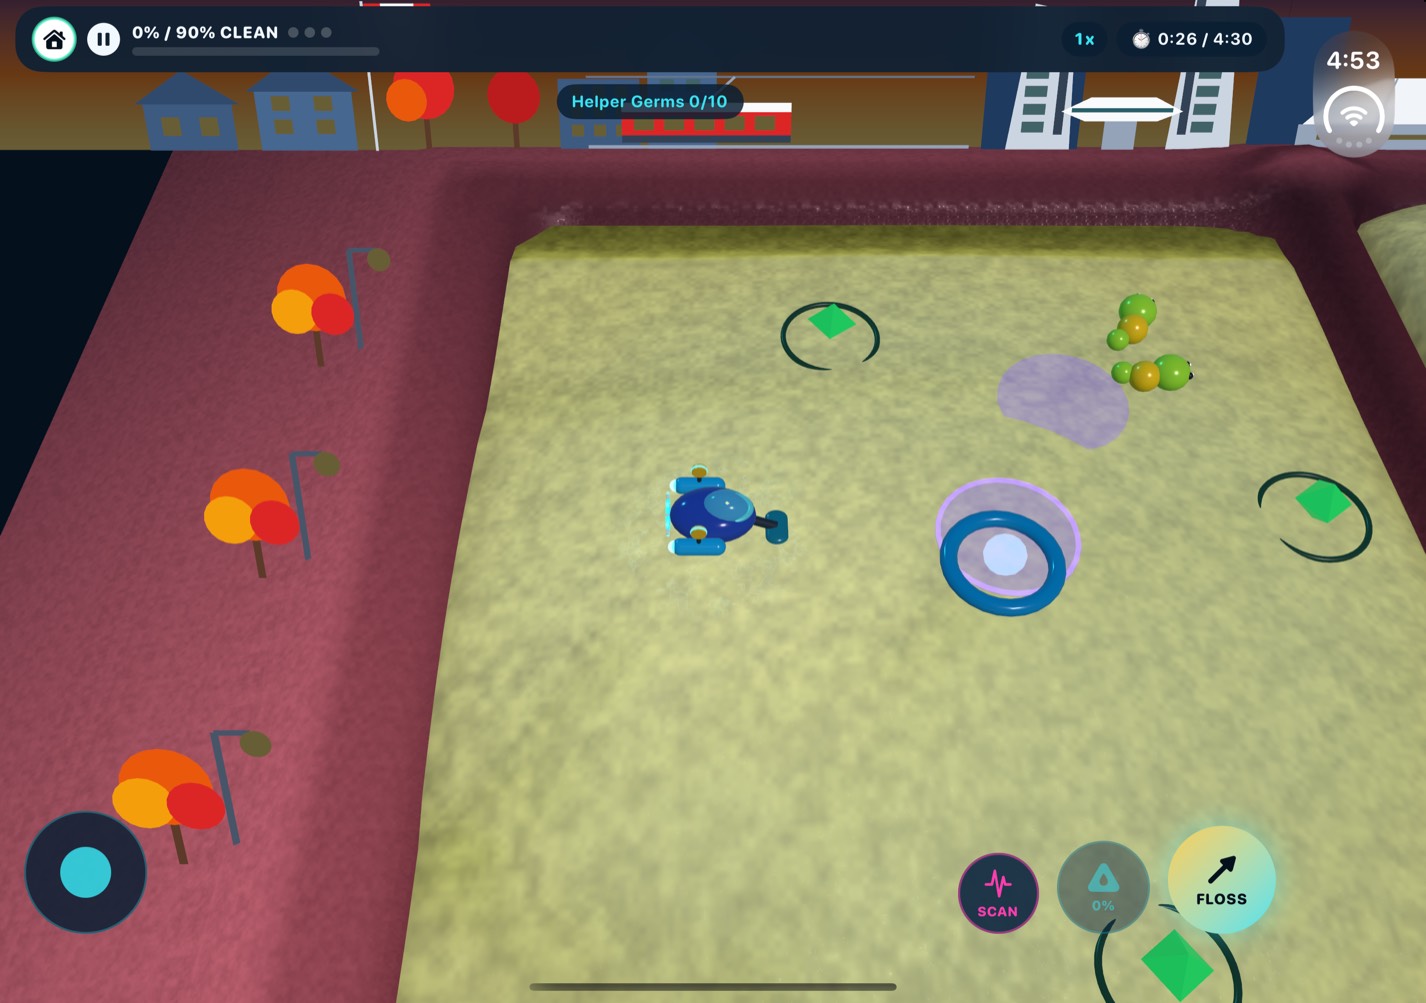 0% / 90% CLEAN
1x
0:26 / 4:30
4:53
Helper Germs 0/10
SCAN
0%
FLOSS